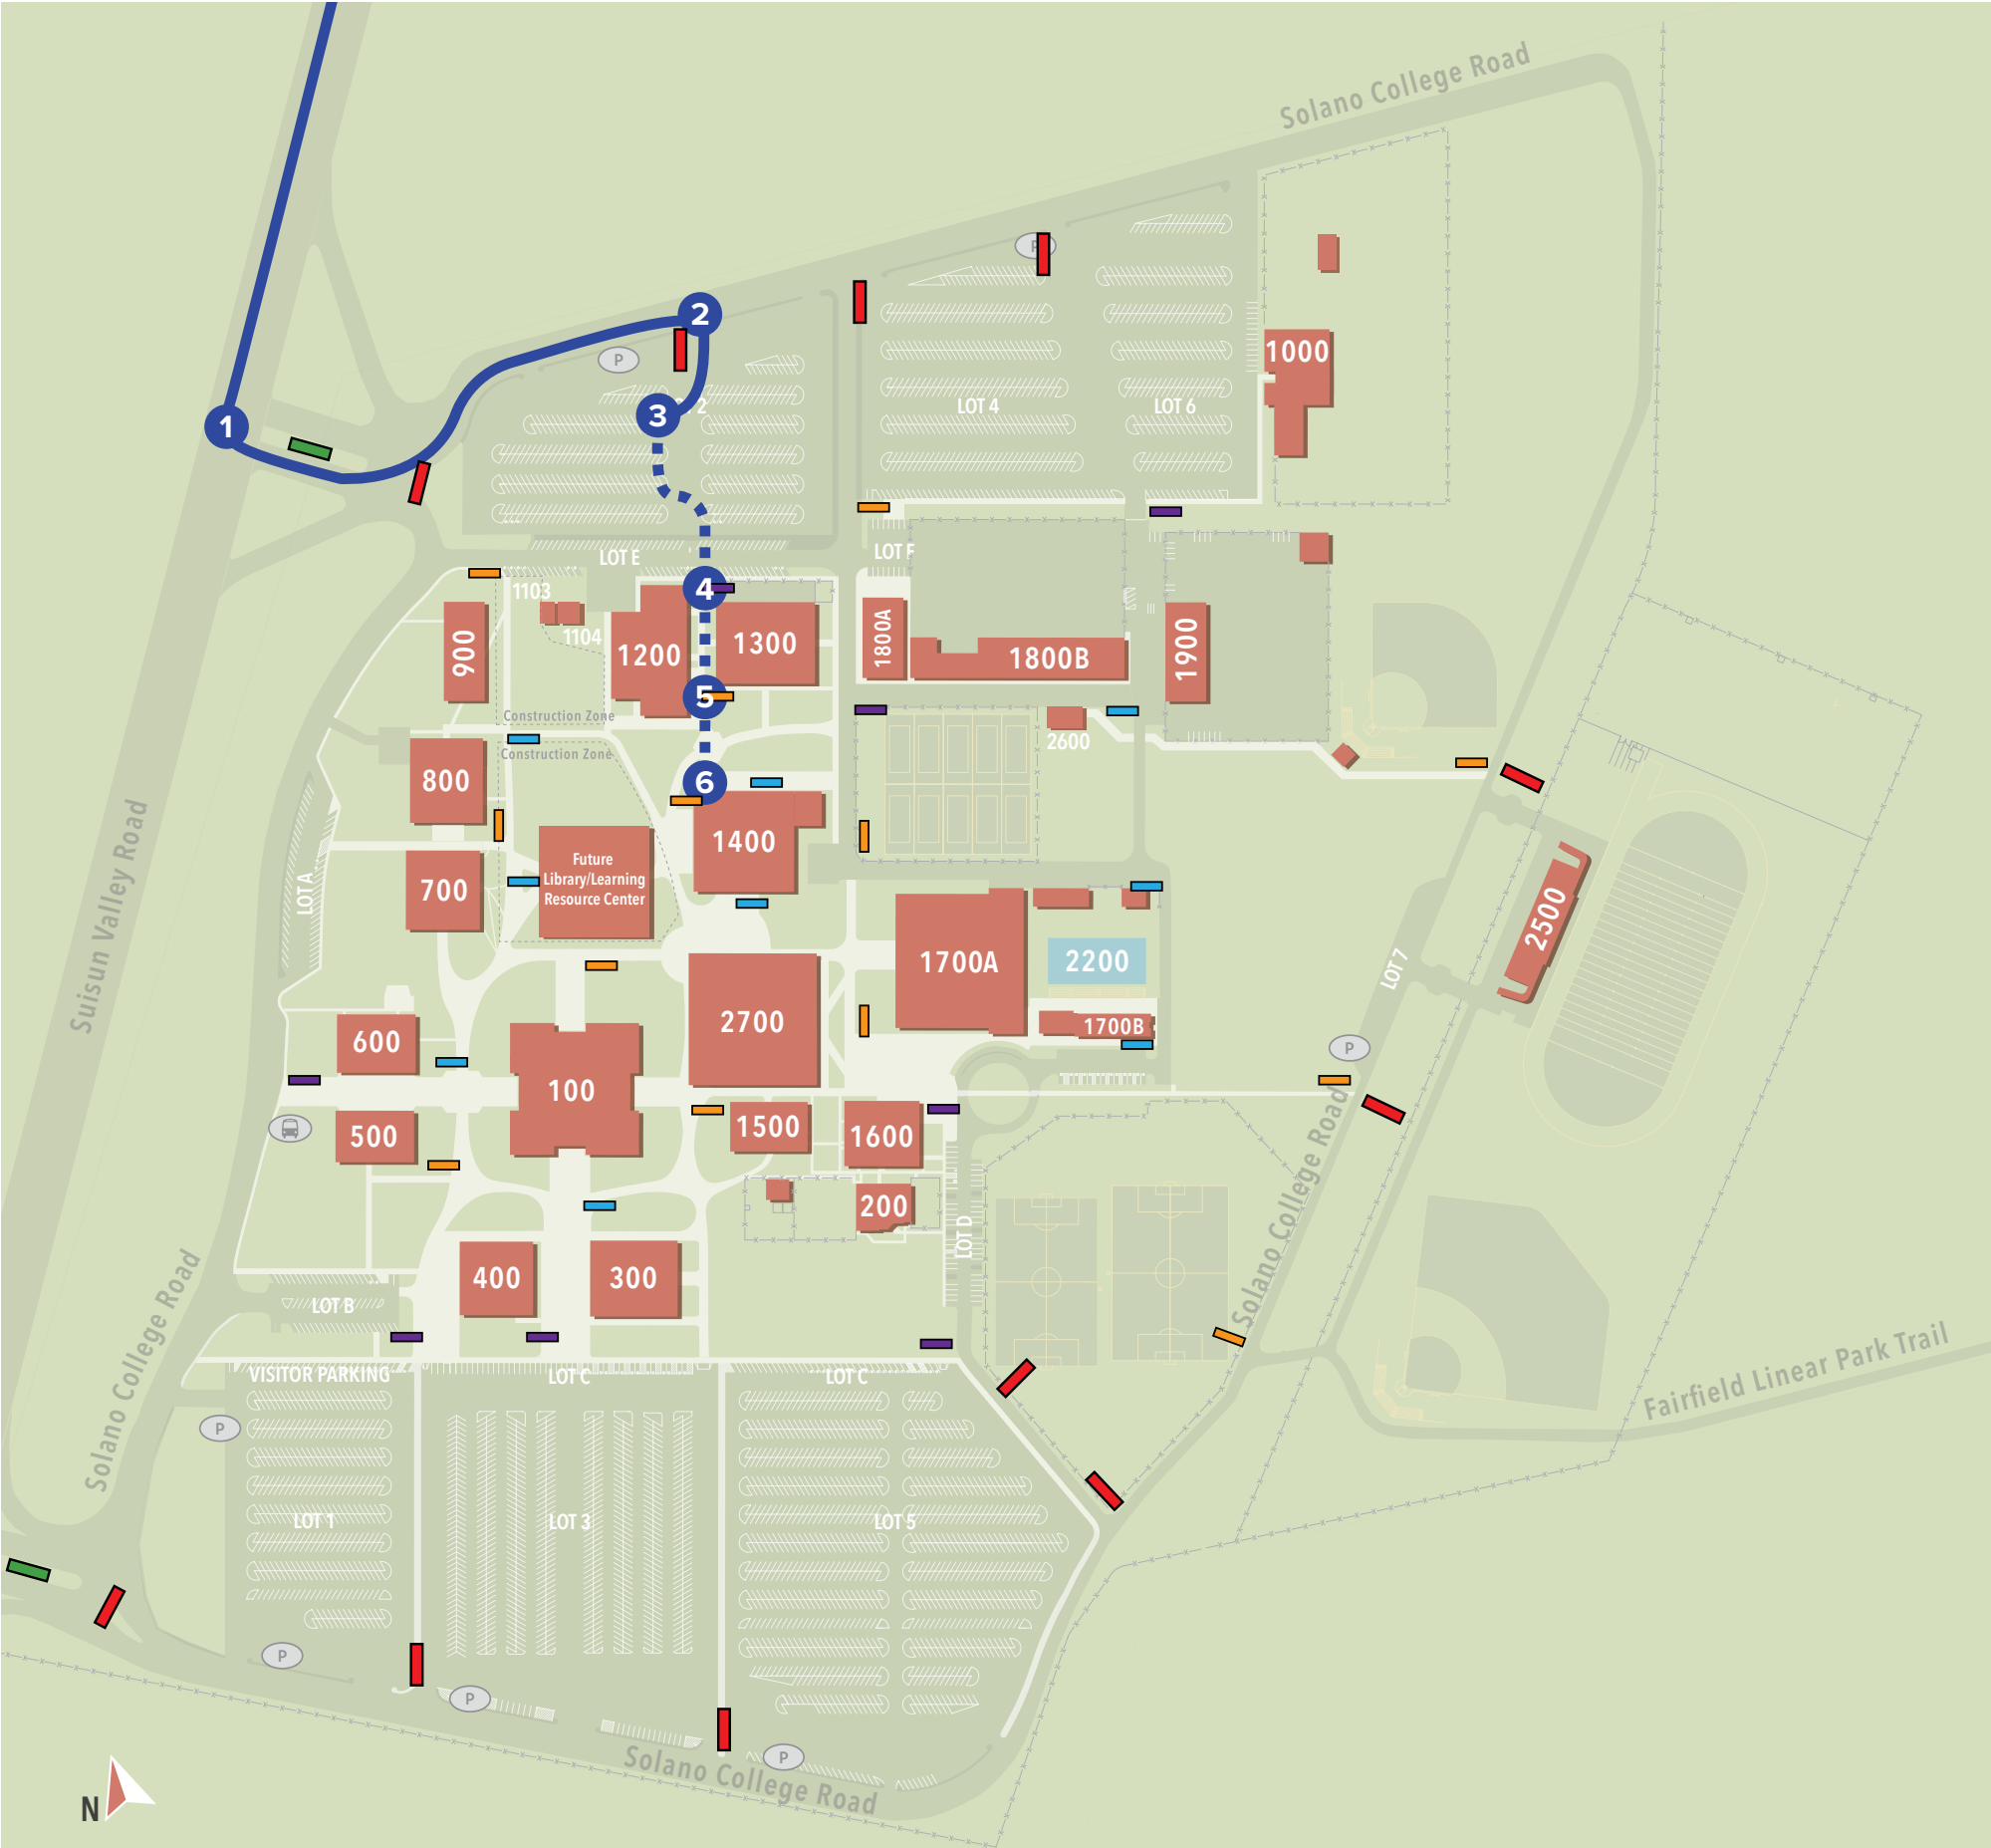 Solano College Road
1
2
3
P
P
LOT 2
LOT 4
LOT 6
1000
LOT E
LOT F
4
1103
1104
900
1200
1300
1800A
1800B
1900
5
Construction Zone
Construction Zone
2600
6
800
1400
700
Future
Library/Learning
Resource Center
LOT A
Suisun Valley Road
2500
1700A
2200
LOT 7
2700
1700B
P
600
100
500
1500
1600
200
LOT D
Solano College Road
400
300
LOT B
Solano College Road
VISITOR PARKING
LOT C
LOT C
Fairfield Linear Park Trail
P
LOT 1
LOT 3
LOT 5
P
P
P
Solano College Road
N